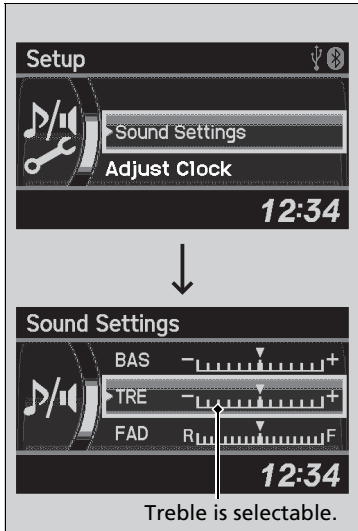 Setup
Sound Settings
Adjust Clock
12:34
Sound Settings
BAS − +
TRE − +
FAD R F
12:34
Treble is selectable.